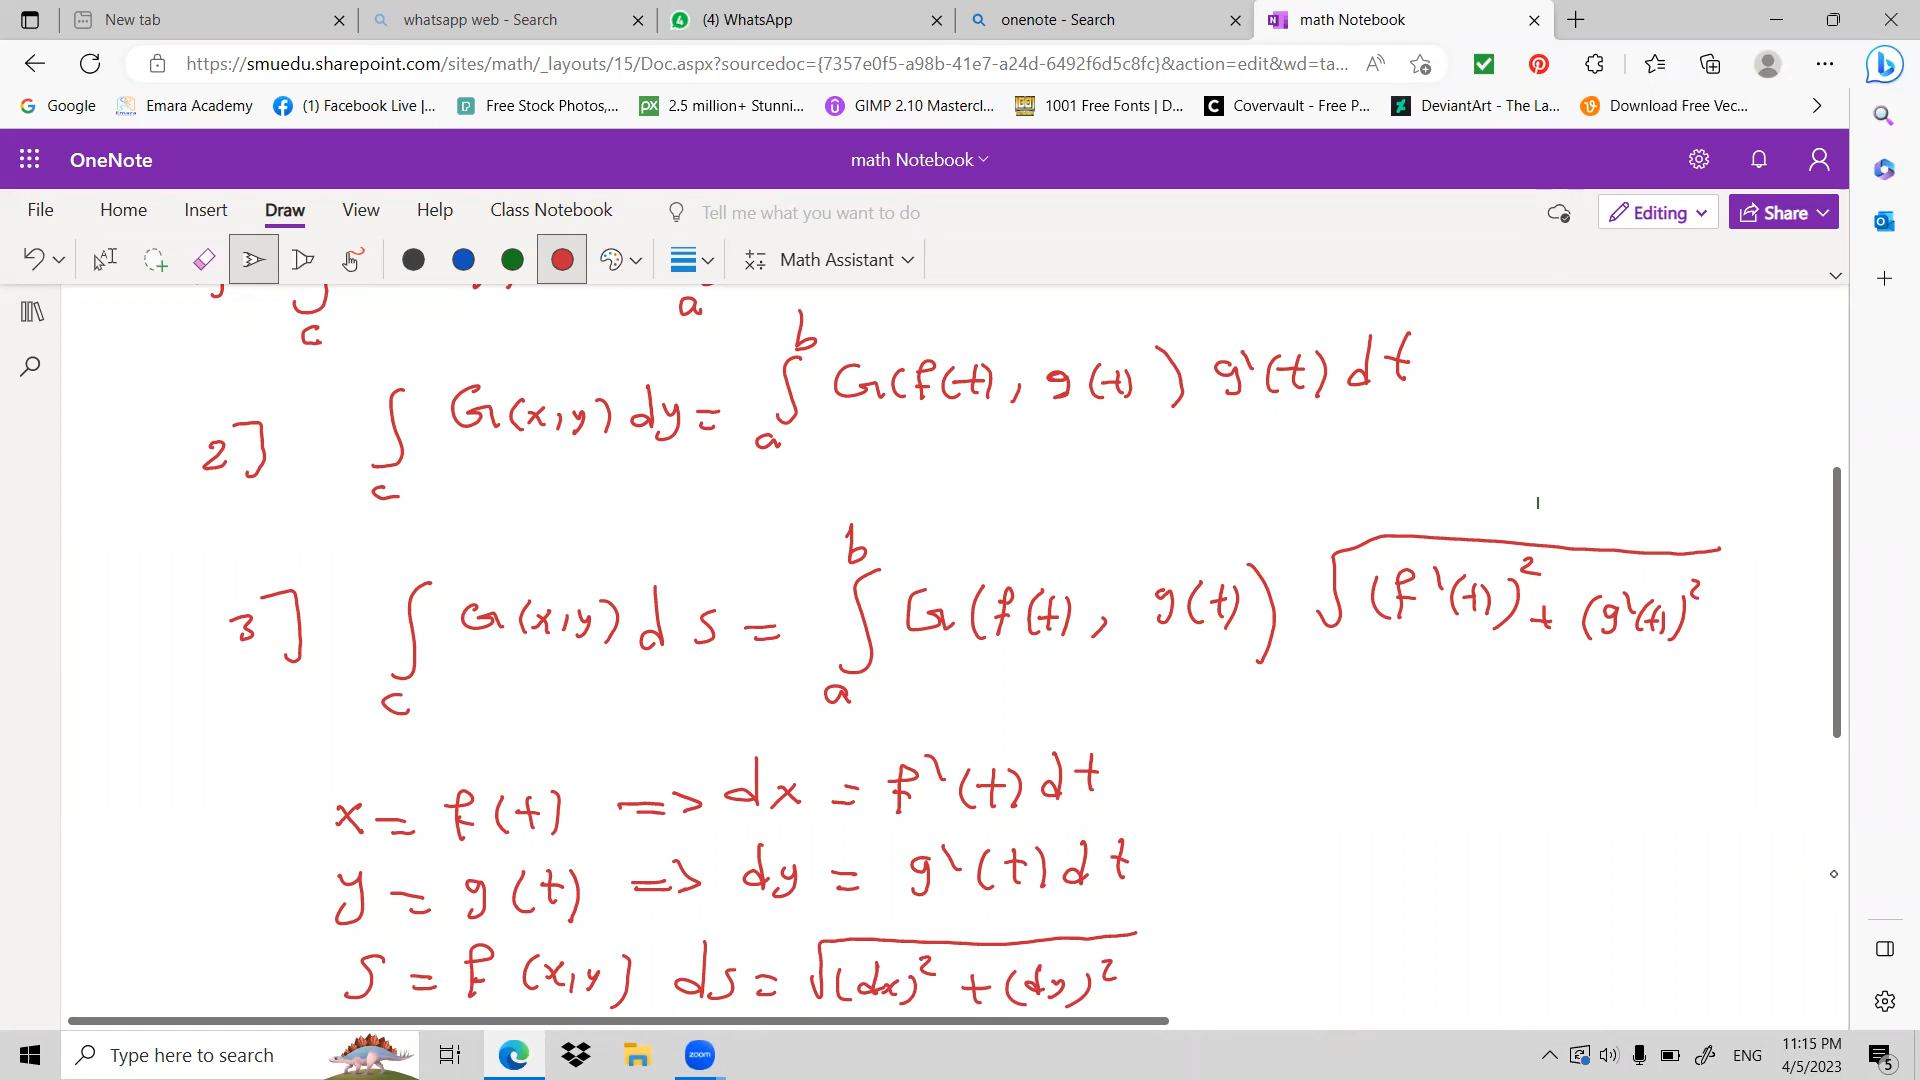 New tab
whatsapp web - Search
(4) WhatsApp
onenote - Search
math Notebook
https://smuedu.sharepoint.com/sites/math/_layouts/15/Doc.aspx?sourcedoc={7357e0f5-a98b-41e7-a24d-6492f6d5c8fc}&action=edit&wd=ta...
Google
Emara Academy
(1) Facebook Live |...
Free Stock Photos,...
2.5 million+ Stunni...
GIMP 2.10 Mastercl...
1001 Free Fonts | D...
Covervault - Free P...
DeviantArt - The La...
Download Free Vec...
OneNote
math Notebook
File Home Insert Draw View Help Class Notebook
Tell me what you want to do
Editing
Share
Math Assistant
c a
2] ∫_c G(x,y) dy = ∫_a^b G(f(t), g(t)) g'(t) dt
3] ∫_c G(x,y) ds = ∫_a^b G(f(t), g(t)) √((f'(t))² + (g'(t))²
x = f(t) => dx = f'(t) dt
y = g(t) => dy = g'(t) dt
s = f(x,y) ds = √((dx)² + (dy)²
Type here to search
zoom
ENG
11:15 PM
4/5/2023
5